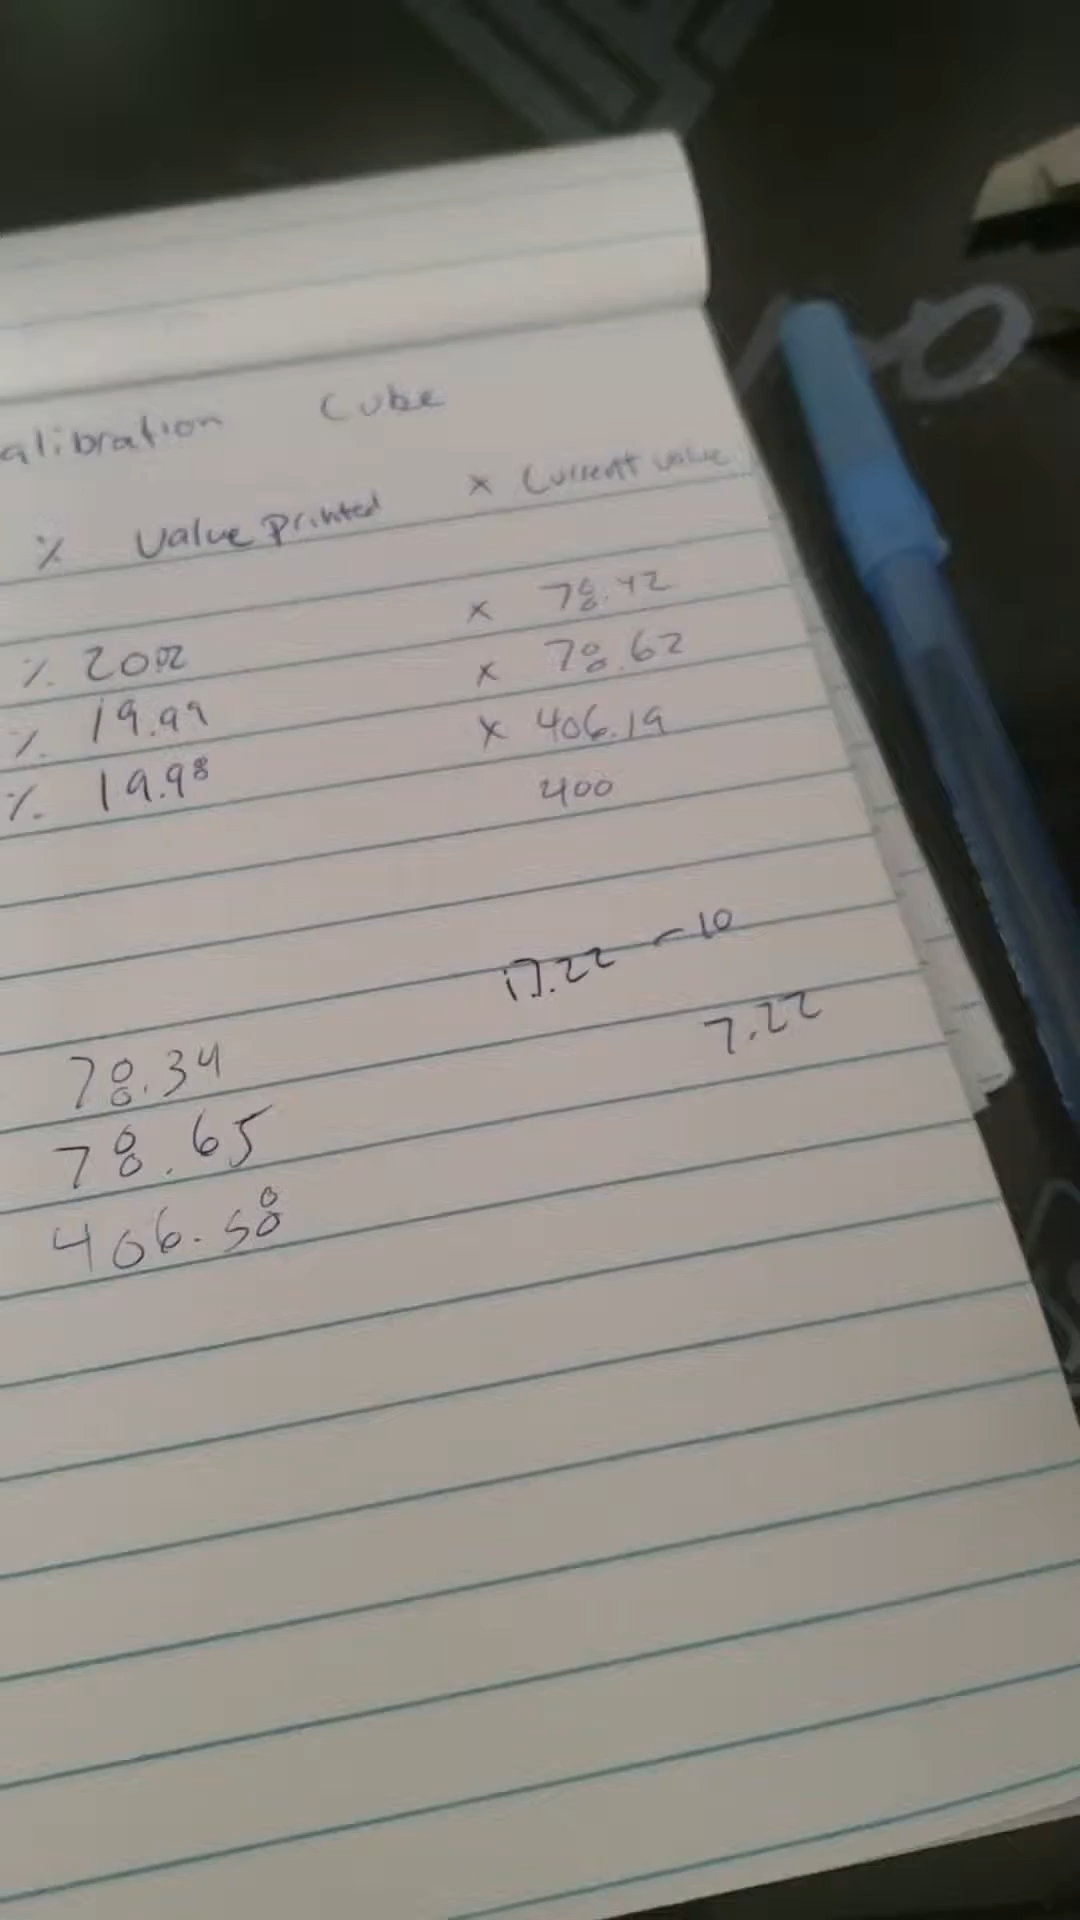 alibration Cube
% Value Printed x Current value
% 20.02 x 78.42
% 19.99 x 78.62
% 19.98 x 406.19
400
17.22 - 10
7.22
78.34
78.65
406.58